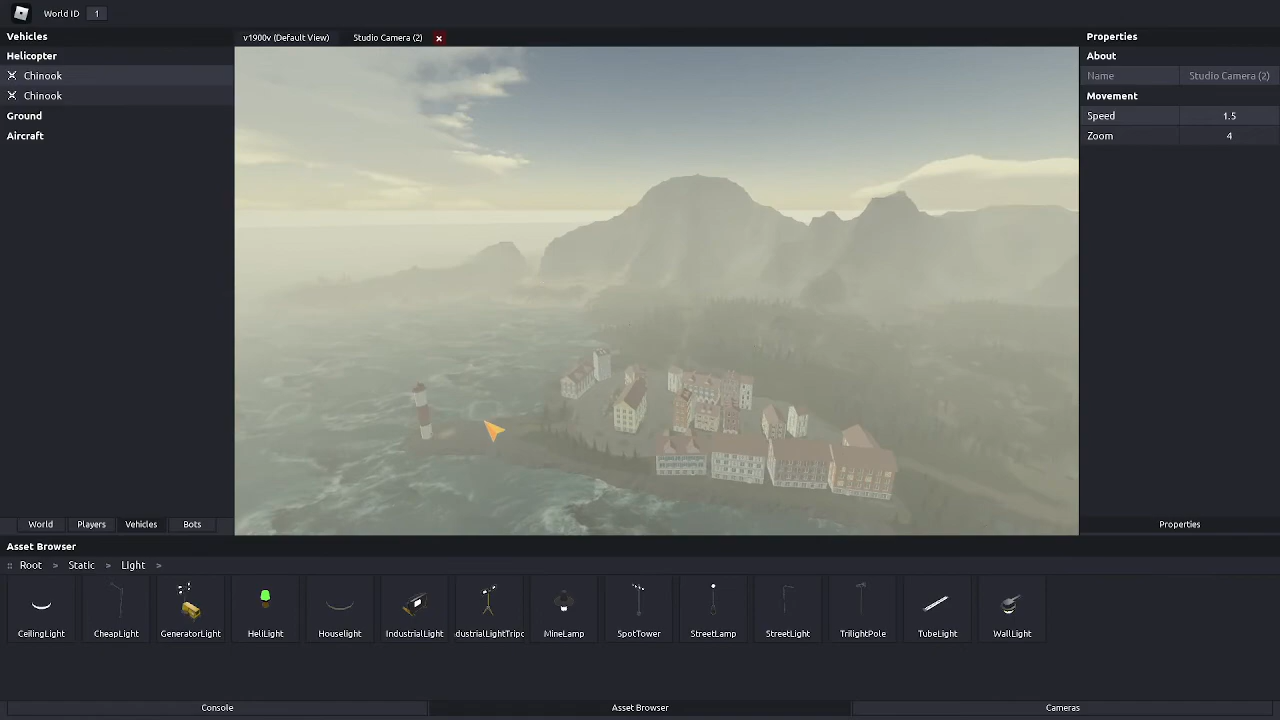 World ID 1
Vehicles
Helicopter
Chinook
Chinook
Ground
Aircraft
World Players Vehicles Bots
v1900v (Default View) Studio Camera (2) x
Properties
About
Name Studio Camera (2)
Movement
Speed 1.5
Zoom 4
Properties
Asset Browser
Root > Static > Light >
CeilingLight CheapLight GeneratorLight HeliLight Houselight IndustrialLight dustrialLightTripo MineLamp SpotTower StreetLamp StreetLight TrilightPole TubeLight WallLight
Console Asset Browser Cameras